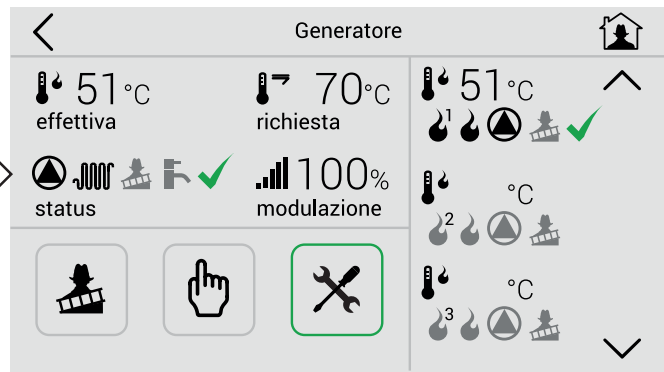 Generatore
51°C
effettiva
70°C
richiesta
status
100%
modulazione
51°C
1
°C
2
°C
3